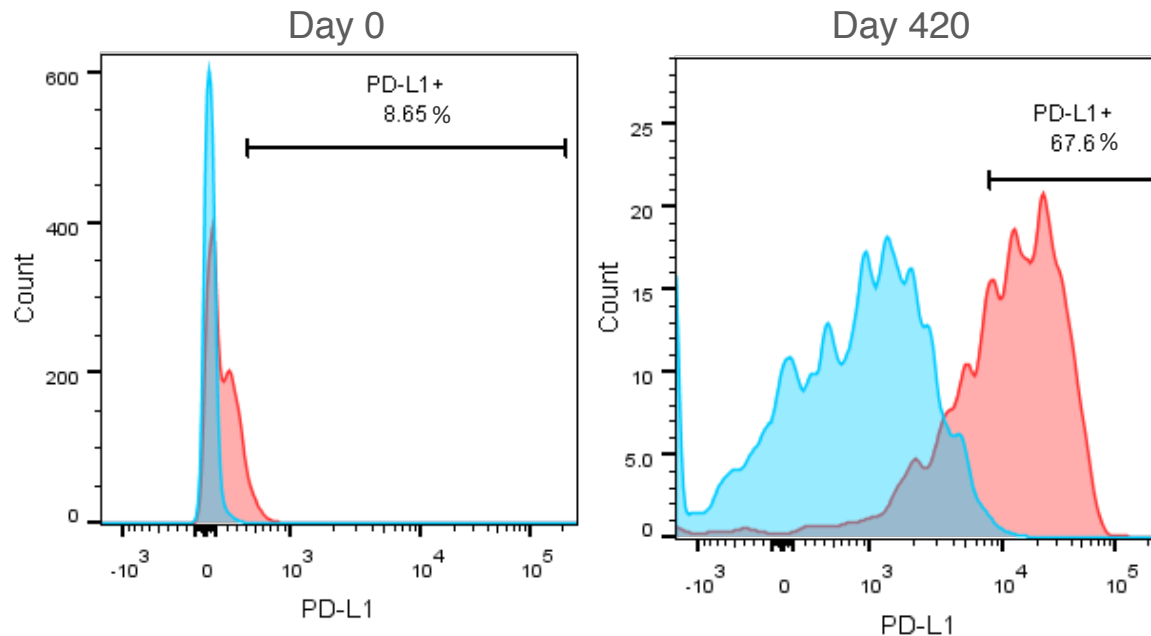 Day 0
PD-L1+
8.65 %
600
400
200
0
Count
-10³ 0 10³ 10⁴ 10⁵
PD-L1
Day 420
PD-L1+
67.6 %
25
20
15
10
5.0
0
Count
-10³ 0 10³ 10⁴ 10⁵
PD-L1